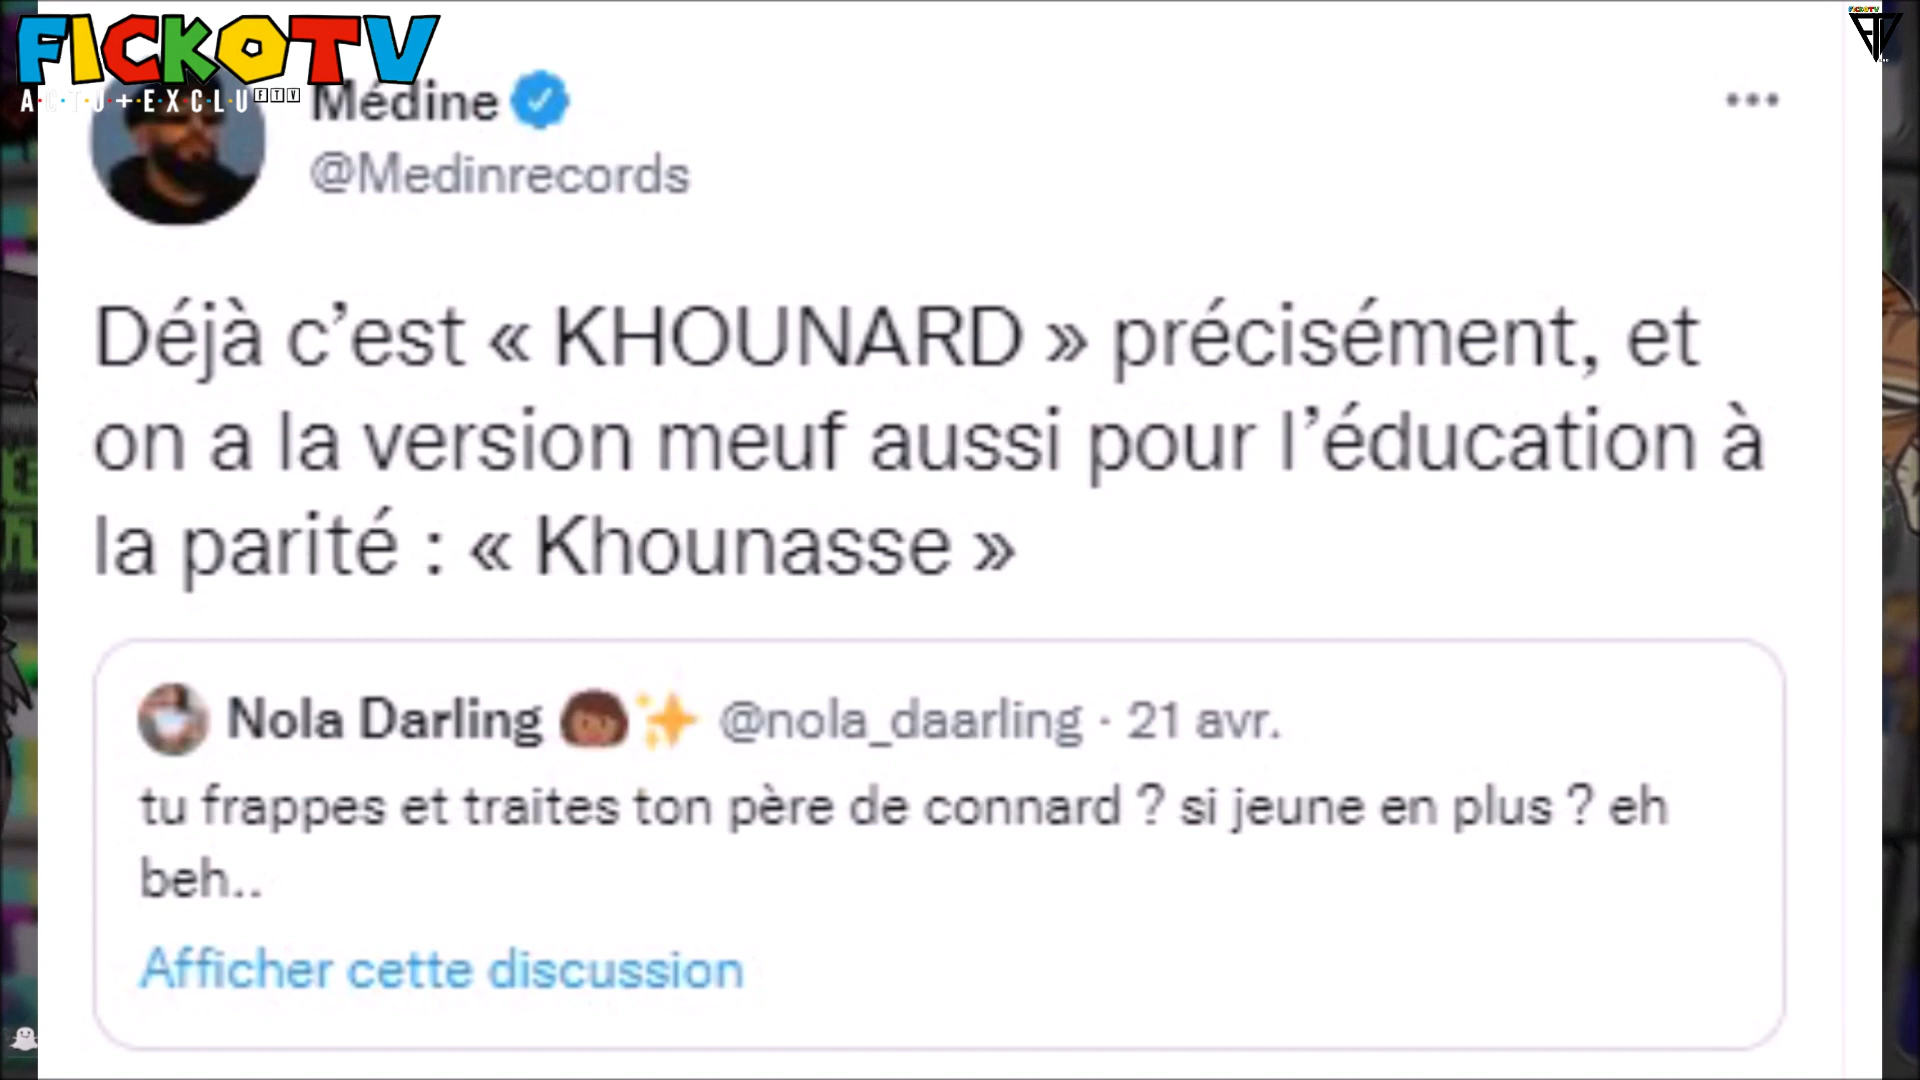 FICKOTV
A·C·T·U·+·E·X·C·L·U· FTV
Médine
@Medinrecords
Déjà c’est « KHOUNARD » précisément, et
on a la version meuf aussi pour l’éducation à
la parité : « Khounasse »
Nola Darling @nola_daarling · 21 avr.
tu frappes et traites ton père de connard ? si jeune en plus ? eh
beh..
Afficher cette discussion